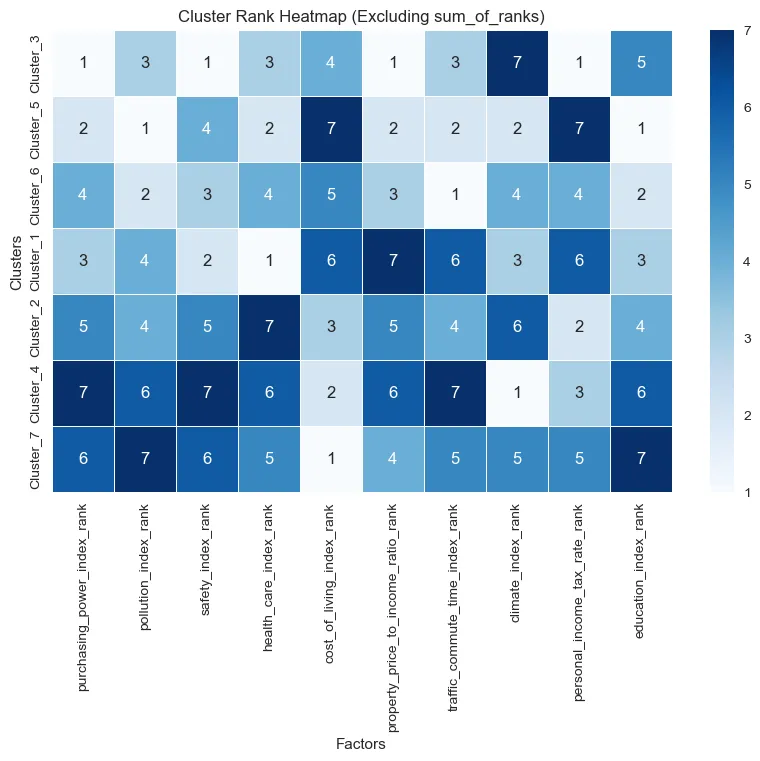 Cluster Rank Heatmap (Excluding sum_of_ranks)
Clusters
Cluster_3 1 3 1 3 4 1 3 7 1 5
Cluster_5 2 1 4 2 7 2 2 2 7 1
Cluster_6 4 2 3 4 5 3 1 4 4 2
Cluster_1 3 4 2 1 6 7 6 3 6 3
Cluster_2 5 4 5 7 3 5 4 6 2 4
Cluster_4 7 6 7 6 2 6 7 1 3 6
Cluster_7 6 7 6 5 1 4 5 5 5 7
purchasing_power_index_rank
pollution_index_rank
safety_index_rank
health_care_index_rank
cost_of_living_index_rank
property_price_to_income_ratio_rank
traffic_commute_time_index_rank
climate_index_rank
personal_income_tax_rate_rank
education_index_rank
Factors
7
6
5
4
3
2
1